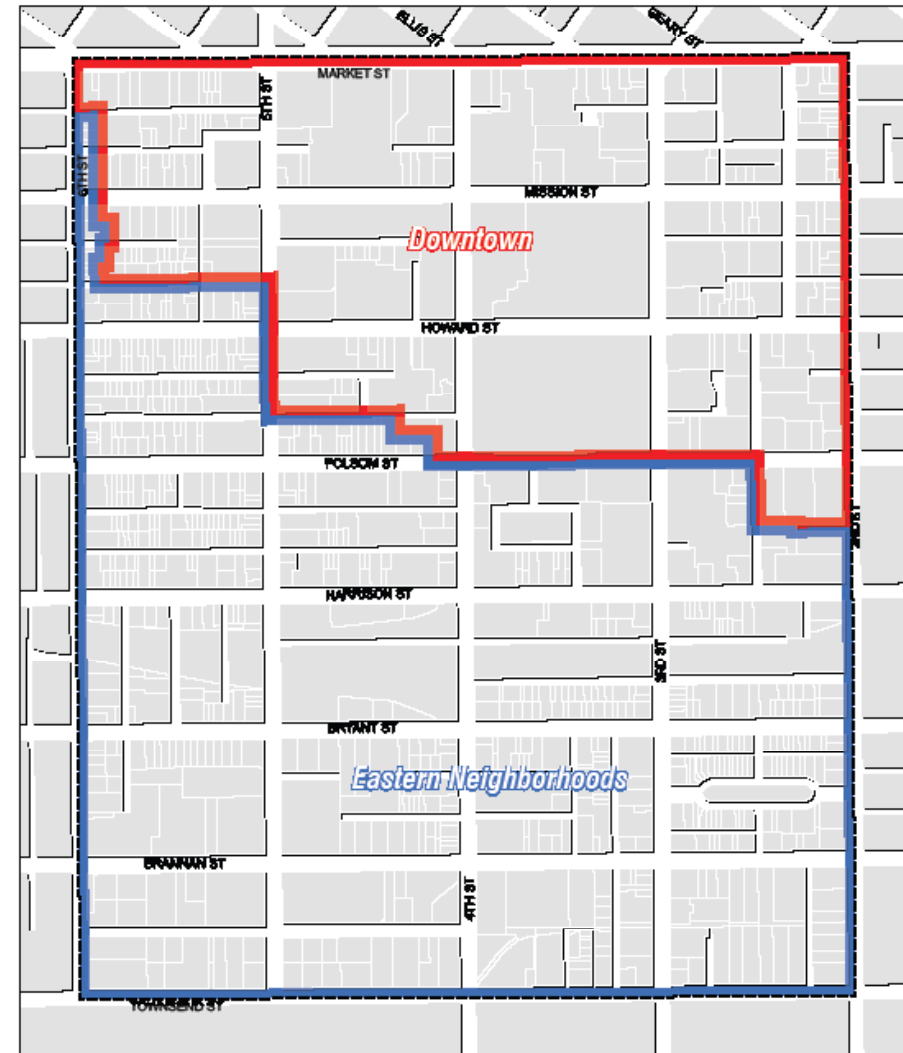 ELLIS ST
GEARY ST
MARKET ST
5TH ST
6TH ST
MISSION ST
Downtown
HOWARD ST
FOLSOM ST
2ND ST
HARRISON ST
3RD ST
BRYANT ST
Eastern Neighborhoods
BRANNAN ST
4TH ST
TOWNSEND ST